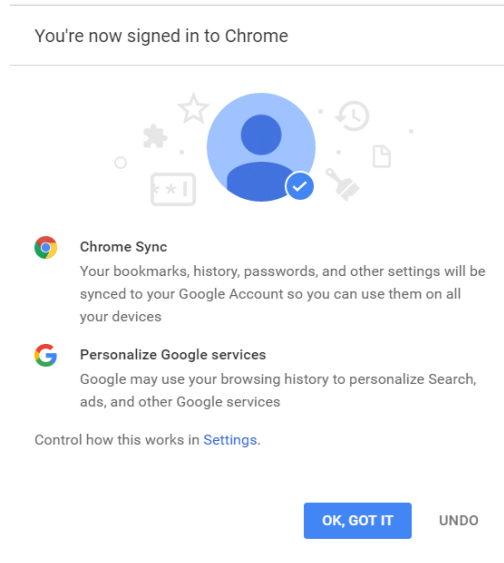 You're now signed in to Chrome
**
Chrome Sync
Your bookmarks, history, passwords, and other settings will be
synced to your Google Account so you can use them on all
your devices
G
Personalize Google services
Google may use your browsing history to personalize Search,
ads, and other Google services
Control how this works in Settings.
OK, GOT IT
UNDO